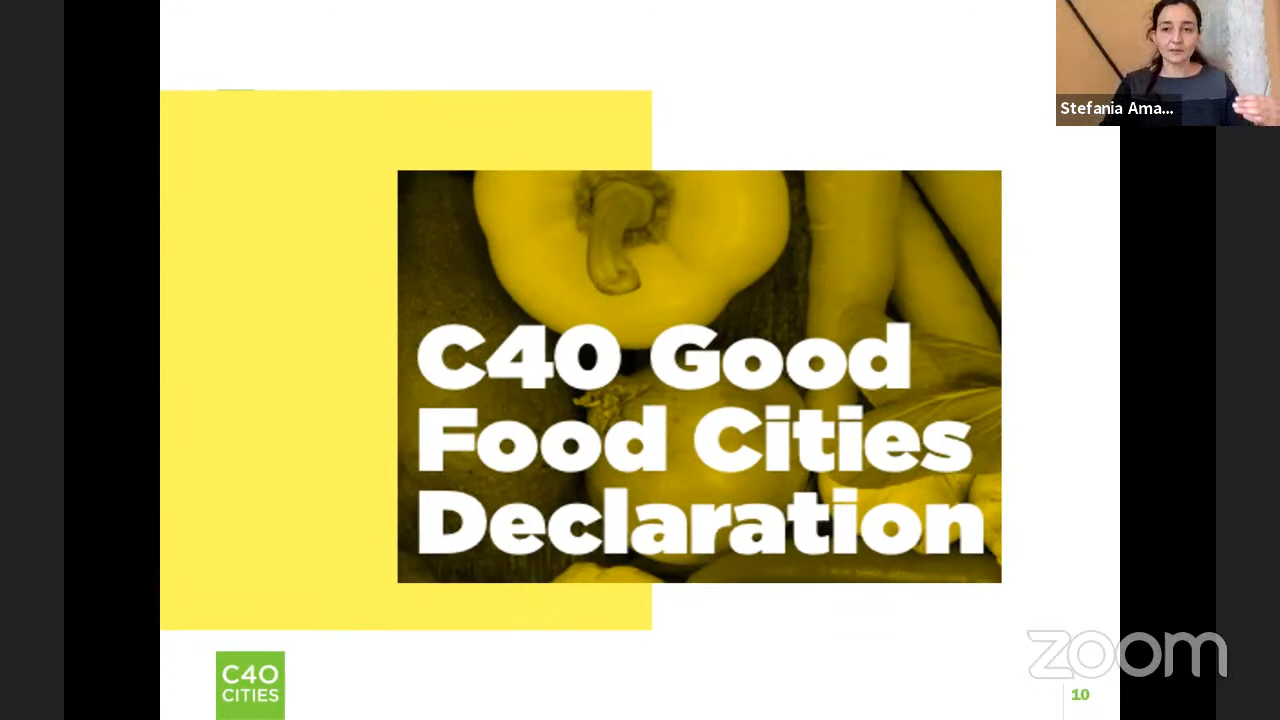 Stefania Ama...
C40 Good
Food Cities
Declaration
C40
CITIES
zoom
10